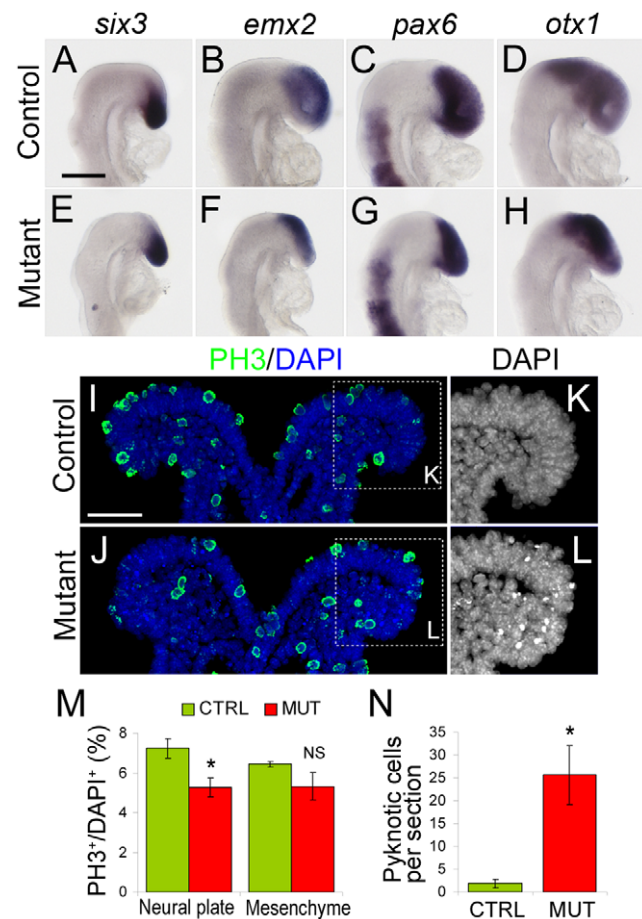 six3 emx2 pax6 otx1
Control
A B C D
Mutant
E F G H
PH3/DAPI DAPI
Control
I K K
Mutant
J L L
M
CTRL MUT
PH3⁺/DAPI⁺ (%)
8
6
4
2
0
* NS
Neural plate Mesenchyme
N
Pyknotic cells
per section
35
30
25
20
15
10
5
0
*
CTRL MUT